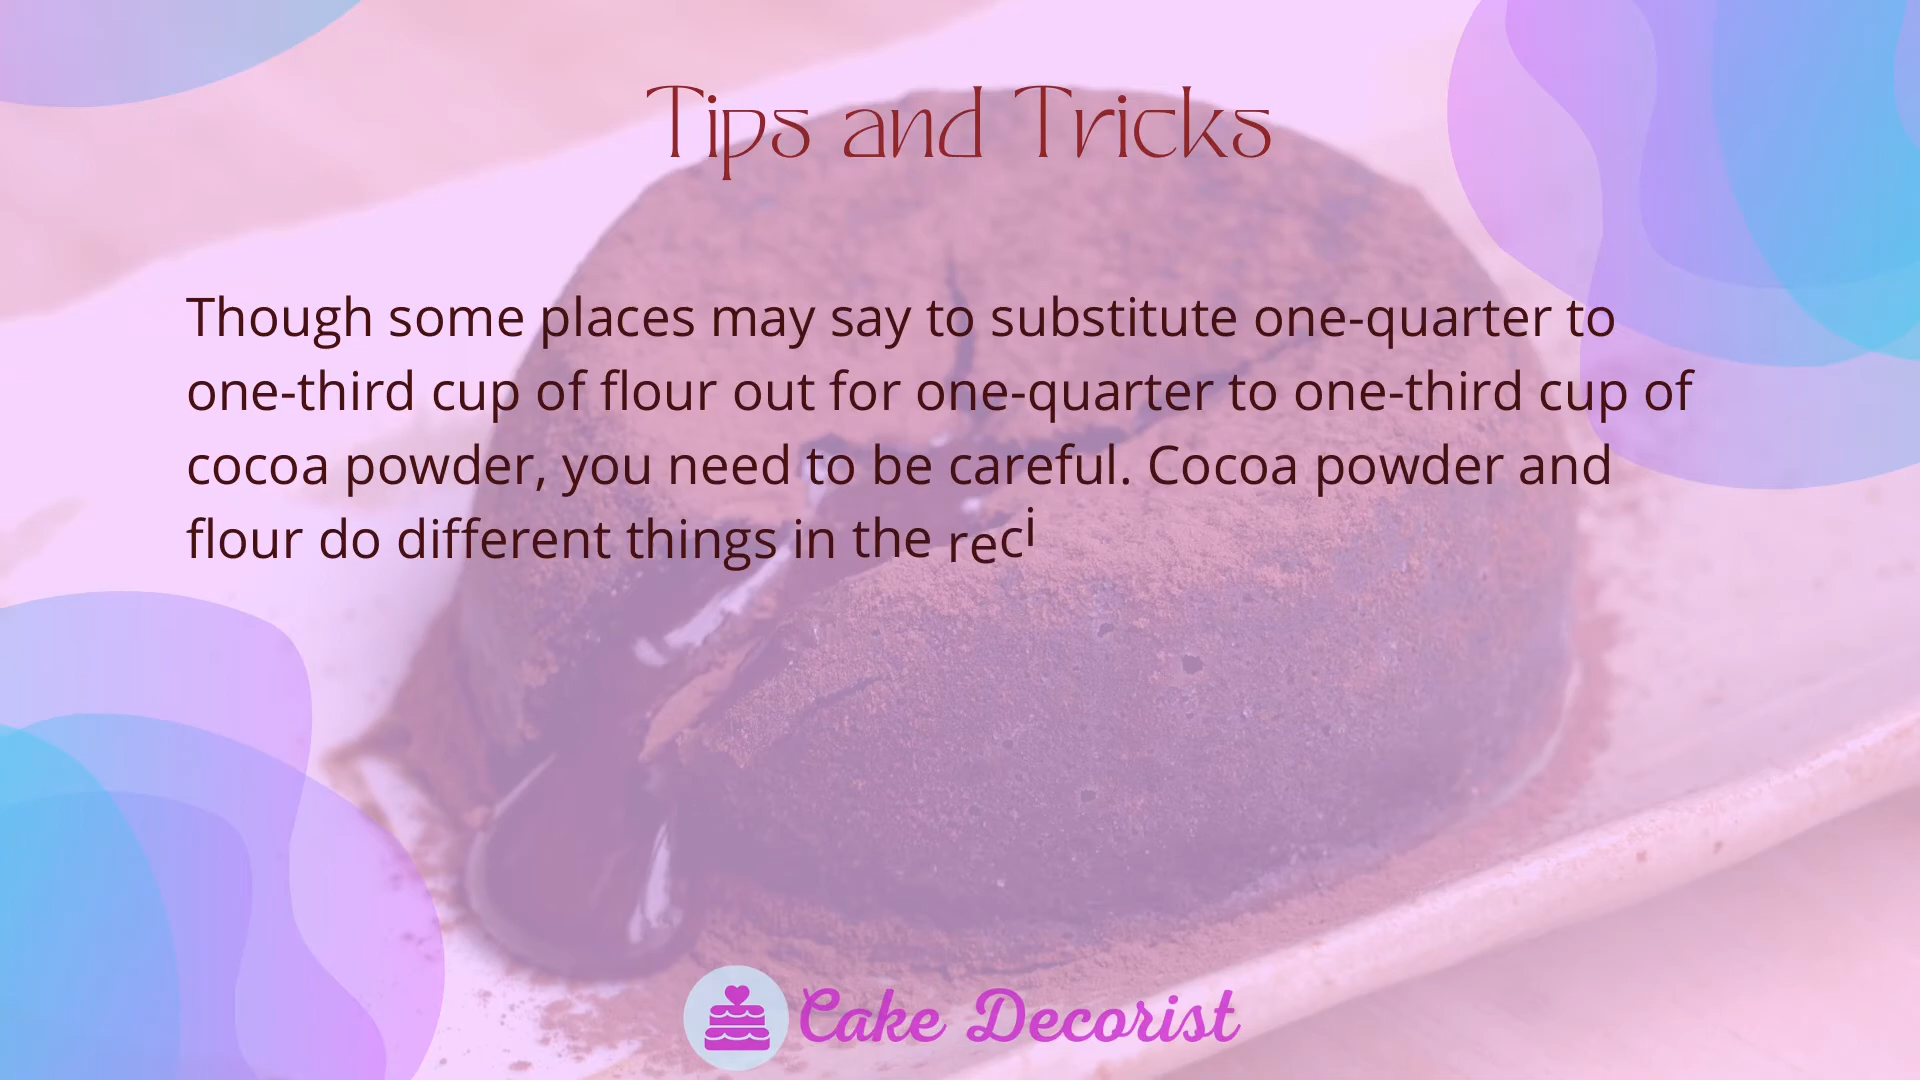 Tips and Tricks
Though some places may say to substitute one-quarter to
one-third cup of flour out for one-quarter to one-third cup of
cocoa powder, you need to be careful. Cocoa powder and
flour do different things in the reci
Cake Decorist